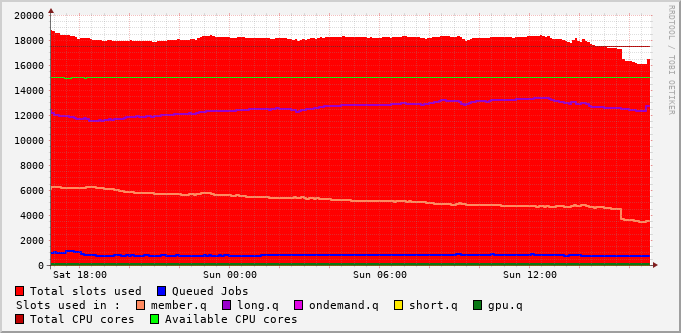 20000
18000
16000
14000
12000
10000
8000
6000
4000
2000
0
Sat 18:00 Sun 00:00 Sun 06:00 Sun 12:00
Total slots used Queued Jobs
Slots used in : member.q long.q ondemand.q short.q gpu.q
Total CPU cores Available CPU cores
RRDTOOL / TOBI OETIKER